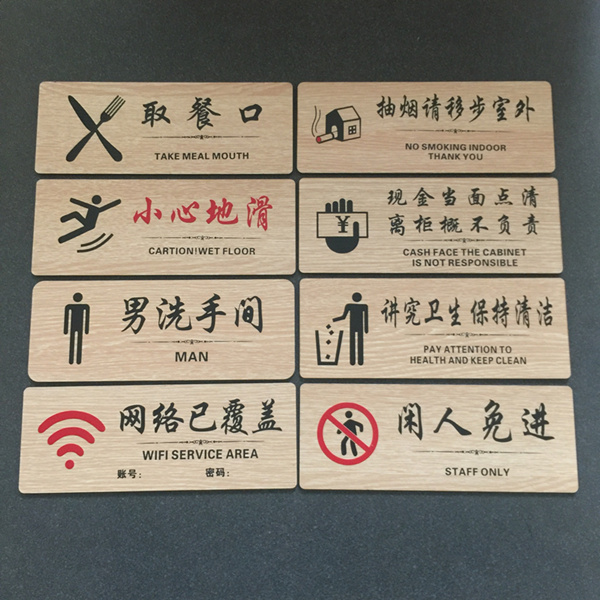 取餐口
TAKE MEAL MOUTH
抽烟请移步室外
NO SMOKING INDOOR
THANK YOU
小心地滑
CARTION!WET FLOOR
现金当面点清
离柜概不负责
¥
CASH FACE THE CABINET
IS NOT RESPONSIBLE
男洗手间
MAN
讲究卫生保持清洁
PAY ATTENTION TO
HEALTH AND KEEP CLEAN
网络已覆盖
WIFI SERVICE AREA
账号: 密码:
闲人免进
STAFF ONLY